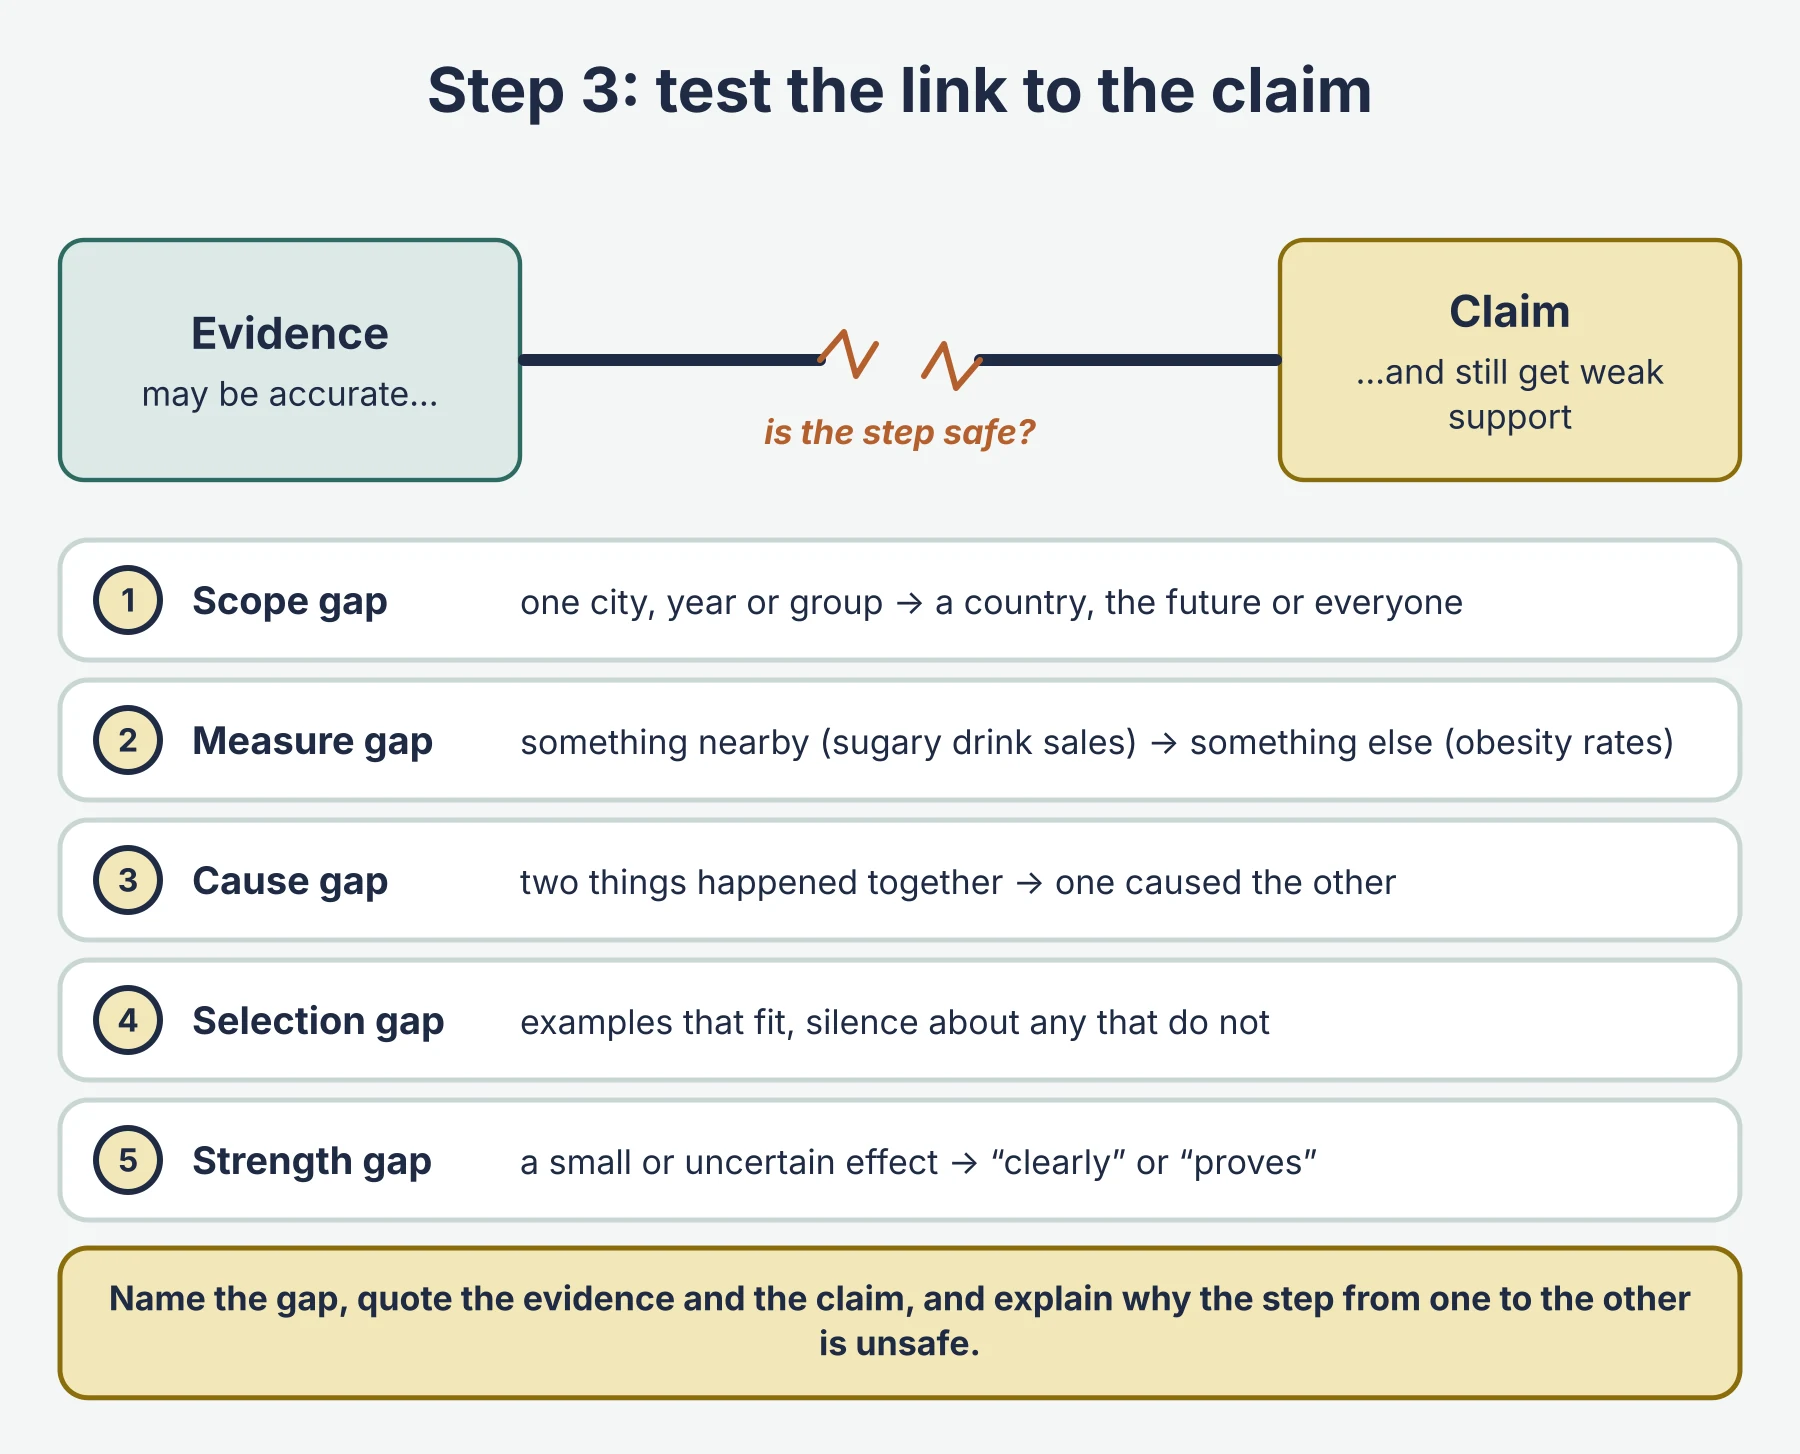 Step 3: test the link to the claim
Evidence
may be accurate...
is the step safe?
Claim
...and still get weak
support
1 Scope gap one city, year or group → a country, the future or everyone
2 Measure gap something nearby (sugary drink sales) → something else (obesity rates)
3 Cause gap two things happened together → one caused the other
4 Selection gap examples that fit, silence about any that do not
5 Strength gap a small or uncertain effect → “clearly” or “proves”
Name the gap, quote the evidence and the claim, and explain why the step from one to the other
is unsafe.